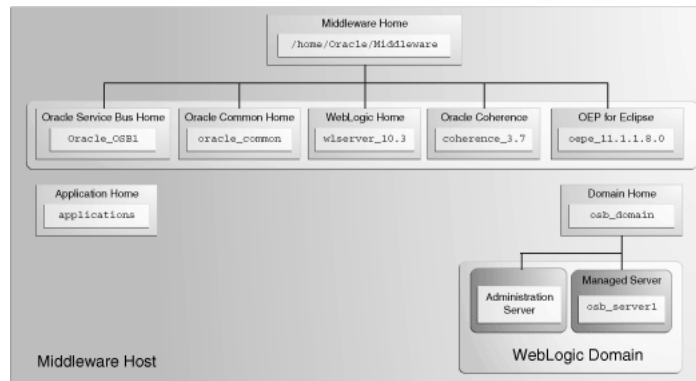 Middleware Home
/home/Oracle/Middleware
Oracle Service Bus Home
Oracle_OSB1
Oracle Common Home
oracle_common
WebLogic Home
wlserver_10.3
Oracle Coherence
coherence_3.7
OEP for Eclipse
oepe_11.1.1.8.0
Application Home
applications
Domain Home
osb_domain
Administration
Server
Managed Server
osb_server1
WebLogic Domain
Middleware Host